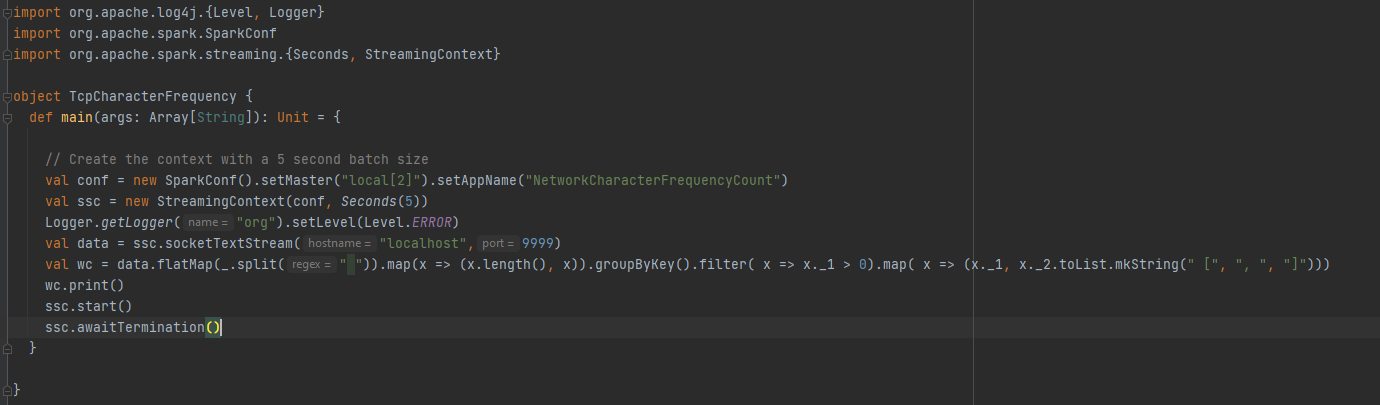 import org.apache.log4j.{Level, Logger}
import org.apache.spark.SparkConf
import org.apache.spark.streaming.{Seconds, StreamingContext}
object TcpCharacterFrequency {
def main(args: Array[String]): Unit = {
// Create the context with a 5 second batch size
val conf = new SparkConf().setMaster("local[2]").setAppName("NetworkCharacterFrequencyCount")
val ssc = new StreamingContext(conf, Seconds(5))
Logger.getLogger( name = "org").setLevel(Level.ERROR)
val data = ssc.socketTextStream( hostname = "localhost", port = 9999)
val wc = data.flatMap(_.split( regex = " ")).map(x => (x.length(), x)).groupByKey().filter( x => x._1 > 0).map( x => (x._1, x._2.toList.mkString(" [", ", ", "]")))
wc.print()
ssc.start()
ssc.awaitTermination()
}
}